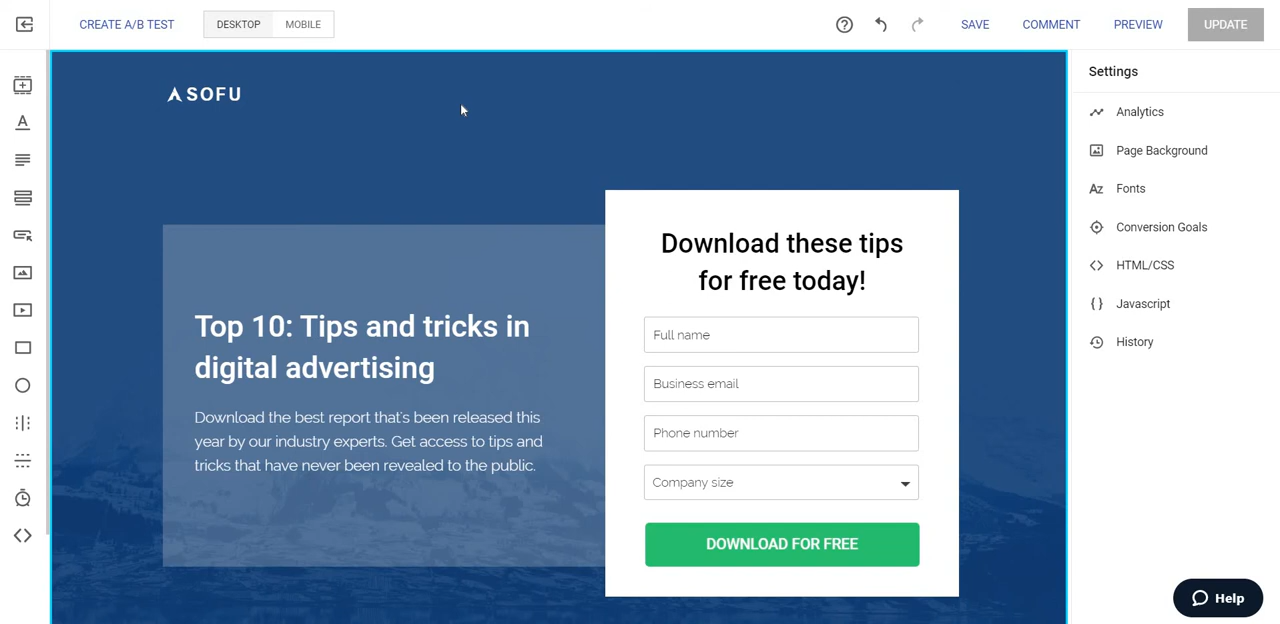 CREATE A/B TEST
DESKTOP
MOBILE
SAVE
COMMENT
PREVIEW
UPDATE
Settings
Analytics
Page Background
Az Fonts
Conversion Goals
HTML/CSS
Javascript
History
A
SOFU
Top 10: Tips and tricks in
digital advertising
Download the best report that's been released this
year by our industry experts. Get access to tips and
tricks that have never been revealed to the public.
Download these tips
for free today!
Full name
Business email
Phone number
Company size
DOWNLOAD FOR FREE
Help